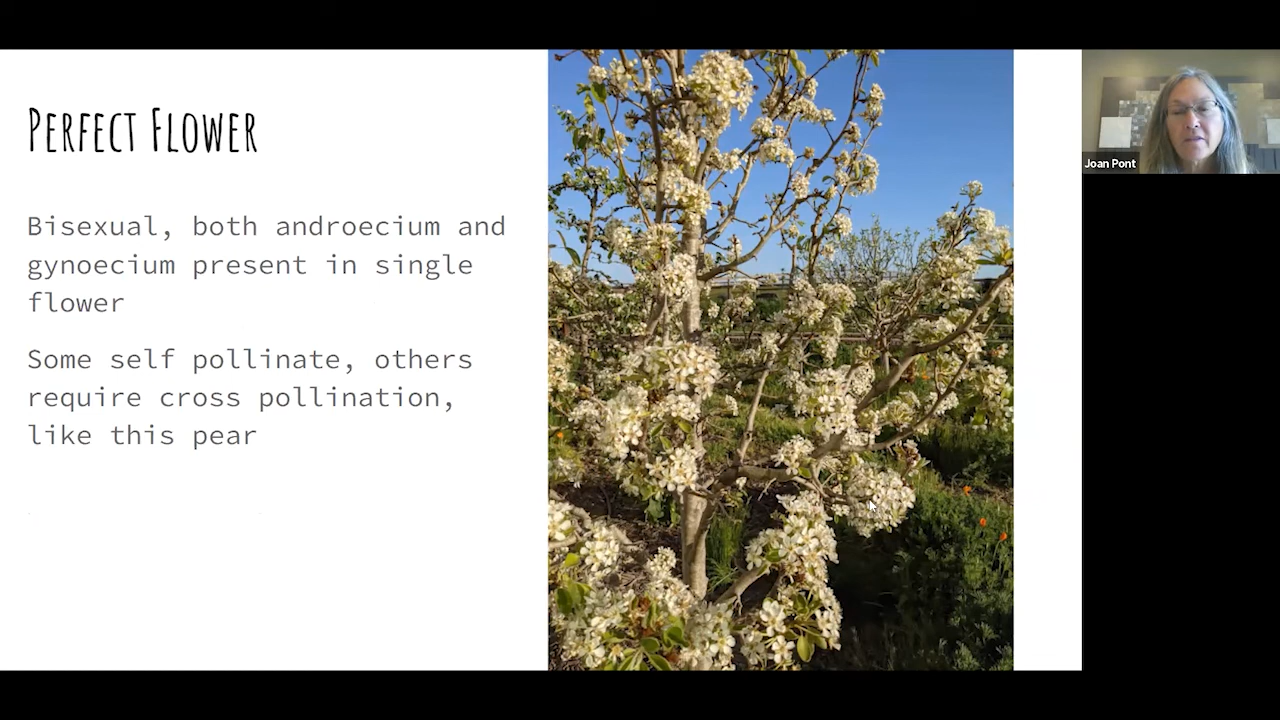 Perfect Flower
Bisexual, both androecium and
gynoecium present in single
flower
Some self pollinate, others
require cross pollination,
like this pear
Joan Pont